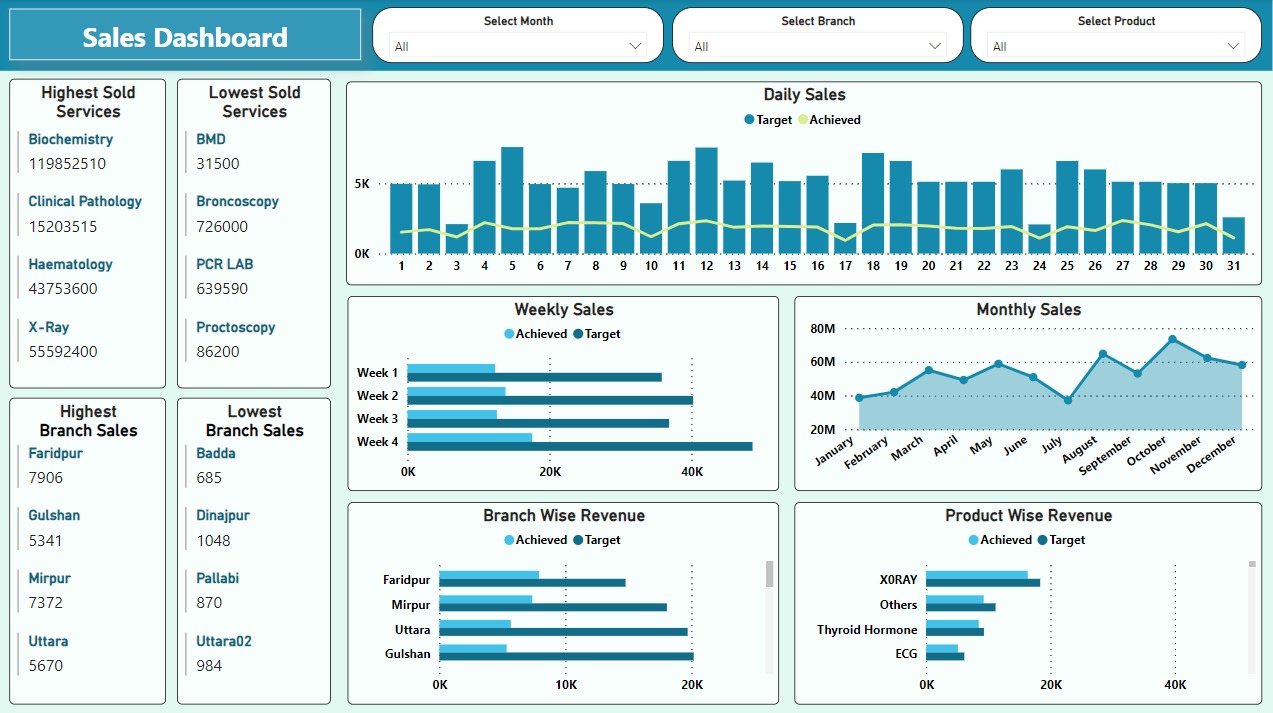 Sales Dashboard
Select Month
All
Select Branch
All
Select Product
All
Highest Sold
Services
Biochemistry
119852510
Clinical Pathology
15203515
Haematology
43753600
X-Ray
55592400
Lowest Sold
Services
BMD
31500
Broncoscopy
726000
PCR LAB
639590
Proctoscopy
86200
Highest
Branch Sales
Faridpur
7906
Gulshan
5341
Mirpur
7372
Uttara
5670
Lowest
Branch Sales
Badda
685
Dinajpur
1048
Pallabi
870
Uttara02
984
Daily Sales
Target Achieved
5K
0K
1 2 3 4 5 6 7 8 9 10 11 12 13 14 15 16 17 18 19 20 21 22 23 24 25 26 27 28 29 30 31
Weekly Sales
Achieved Target
Week 1
Week 2
Week 3
Week 4
0K 20K 40K
Monthly Sales
80M
60M
40M
20M
January February March April May June July August September October November December
Branch Wise Revenue
Achieved Target
Faridpur
Mirpur
Uttara
Gulshan
0K 10K 20K
Product Wise Revenue
Achieved Target
X0RAY
Others
Thyroid Hormone
ECG
0K 20K 40K